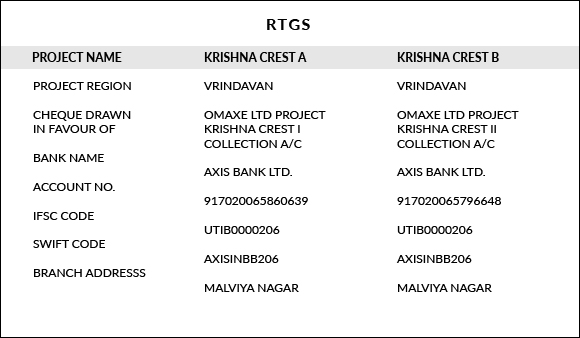 RTGS
PROJECT NAME KRISHNA CREST A KRISHNA CREST B
PROJECT REGION VRINDAVAN VRINDAVAN
CHEQUE DRAWN OMAXE LTD PROJECT OMAXE LTD PROJECT
IN FAVOUR OF KRISHNA CREST I KRISHNA CREST II
COLLECTION A/C COLLECTION A/C
BANK NAME AXIS BANK LTD. AXIS BANK LTD.
ACCOUNT NO. 917020065860639 917020065796648
IFSC CODE UTIB0000206 UTIB0000206
SWIFT CODE AXISINBB206 AXISINBB206
BRANCH ADDRESSS MALVIYA NAGAR MALVIYA NAGAR